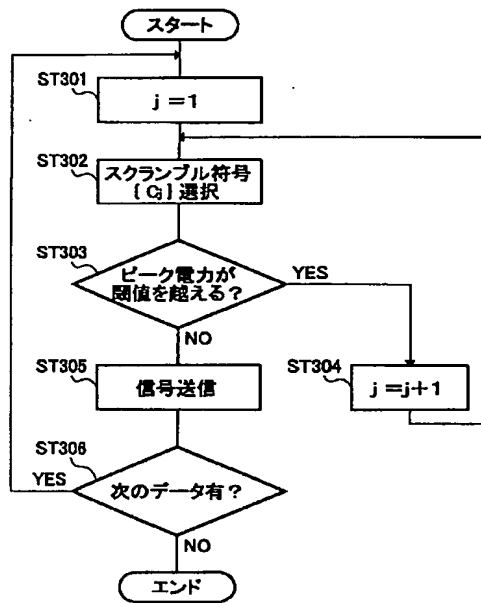 スタート
ST301
j =1
ST302
スクランブル符号
{ Cj } 選択
ST303
ピーク電力が
閾値を越える?
YES
NO
ST304
j =j+1
ST305
信号送信
ST306
YES
次のデータ有?
NO
エンド